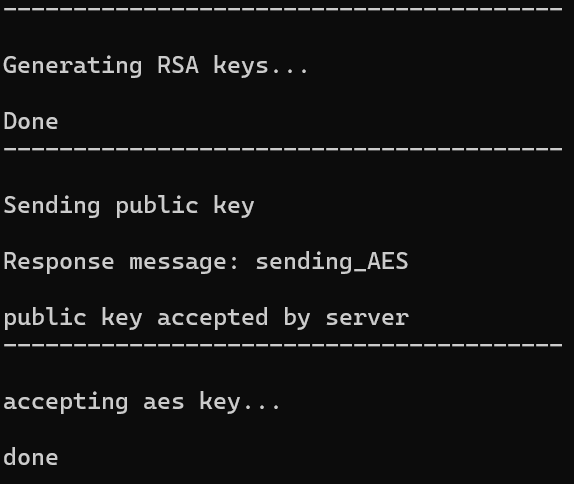 ----------------------------------------
Generating RSA keys...
Done
----------------------------------------
Sending public key
Response message: sending_AES
public key accepted by server
----------------------------------------
accepting aes key...
done